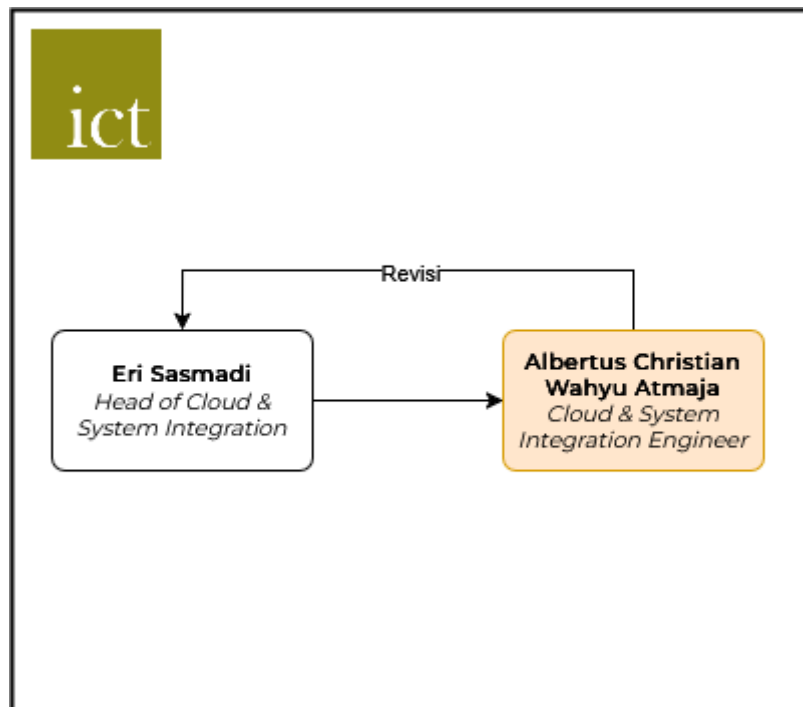 ict
Revisi
Eri Sasmadi
Head of Cloud &
System Integration
Albertus Christian
Wahyu Atmaja
Cloud & System
Integration Engineer